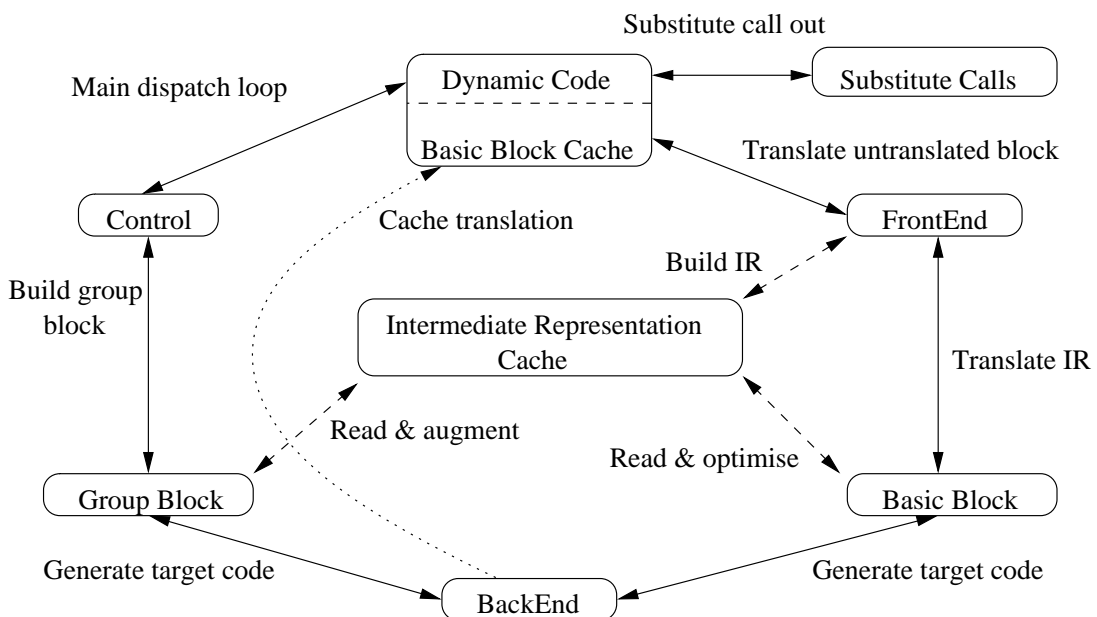 Substitute call out
Main dispatch loop
Dynamic Code
Substitute Calls
Basic Block Cache
Translate untranslated block
Control
Cache translation
FrontEnd
Build IR
Build group
block
Intermediate Representation
Cache
Translate IR
Read & augment
Read & optimise
Group Block
Basic Block
Generate target code
Generate target code
BackEnd